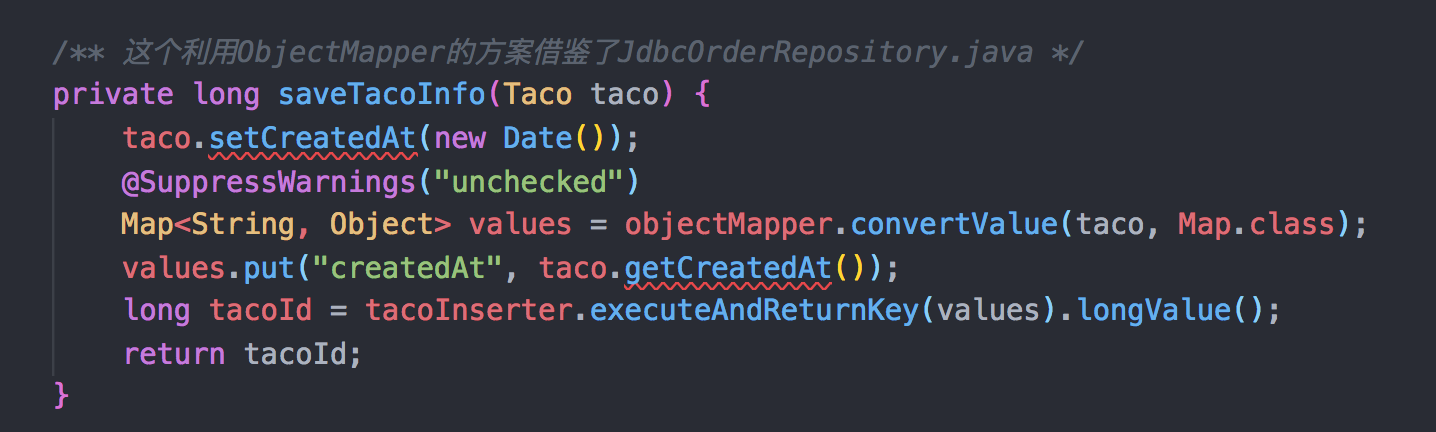 /** 这个利用ObjectMapper的方案借鉴了JdbcOrderRepository.java */
private long saveTacoInfo(Taco taco) {
    taco.setCreatedAt(new Date());
    @SuppressWarnings("unchecked")
    Map<String, Object> values = objectMapper.convertValue(taco, Map.class);
    values.put("createdAt", taco.getCreatedAt());
    long tacoId = tacoInserter.executeAndReturnKey(values).longValue();
    return tacoId;
}